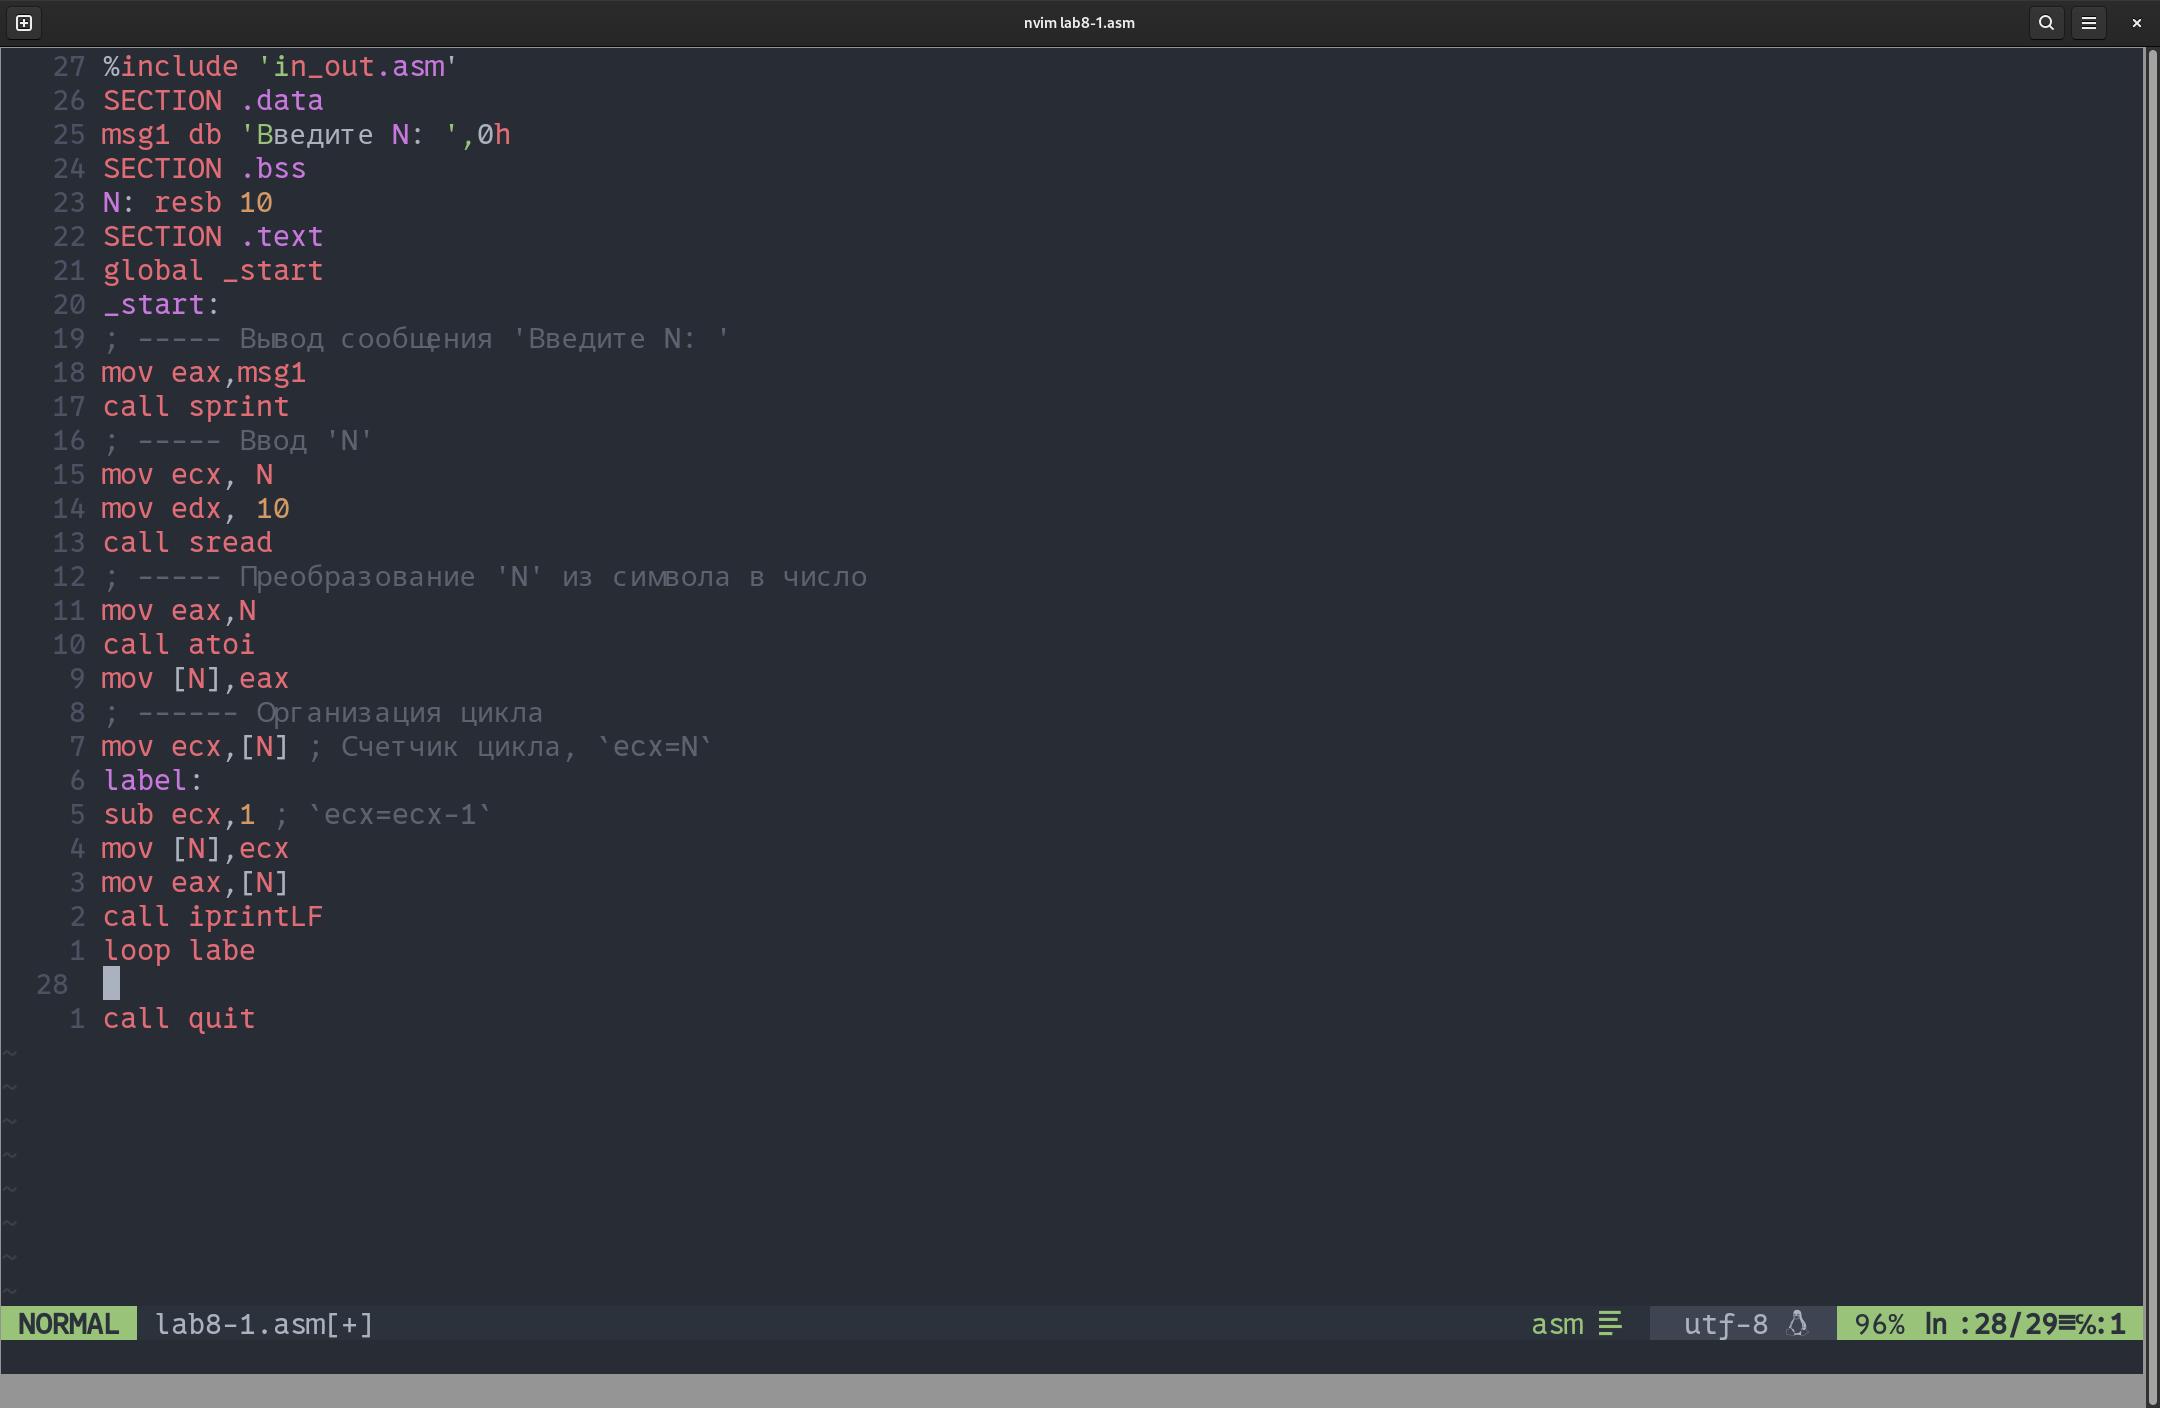 nvim lab8-1.asm
27 %include 'in_out.asm'
26 SECTION .data
25 msg1 db 'Введите N: ',0h
24 SECTION .bss
23 N: resb 10
22 SECTION .text
21 global _start
20 _start:
19 ; ----- Вывод сообщения 'Введите N: '
18 mov eax,msg1
17 call sprint
16 ; ----- Ввод 'N'
15 mov ecx, N
14 mov edx, 10
13 call sread
12 ; ----- Преобразование 'N' из символа в число
11 mov eax,N
10 call atoi
9 mov [N],eax
8 ; ------ Организация цикла
7 mov ecx,[N] ; Счетчик цикла, `ecx=N`
6 label:
5 sub ecx,1 ; `ecx=ecx-1`
4 mov [N],ecx
3 mov eax,[N]
2 call iprintLF
1 loop labe
28
1 call quit
~
~
~
~
~
~
~
~
NORMAL lab8-1.asm[+] asm utf-8 96% ln :28/29≡℅:1